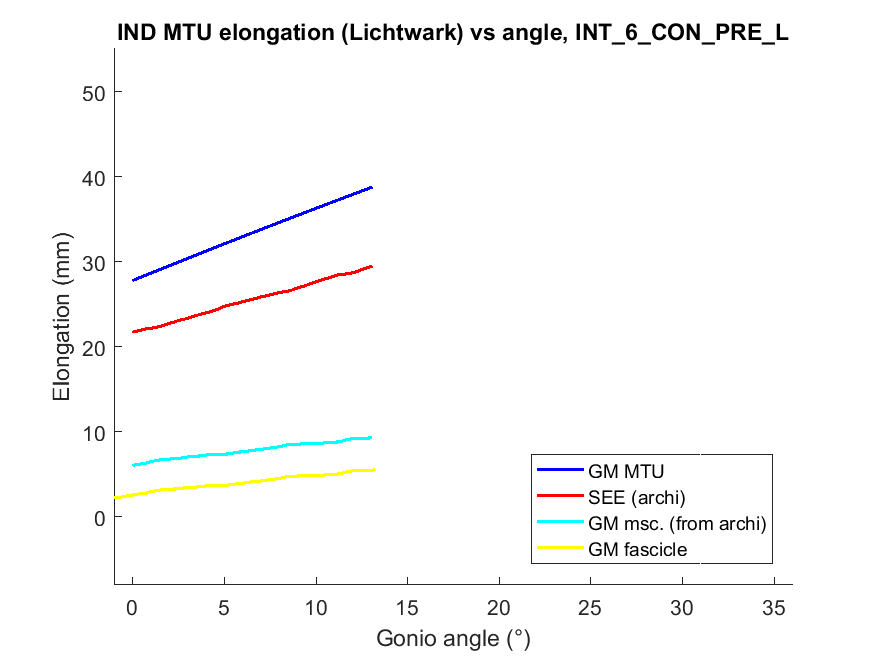 IND MTU elongation (Lichtwark) vs angle, INT_6_CON_PRE_L
50
40
30
20
10
0
Elongation (mm)
GM MTU
SEE (archi)
GM msc. (from archi)
GM fascicle
0 5 10 15 20 25 30 35
Gonio angle (°)